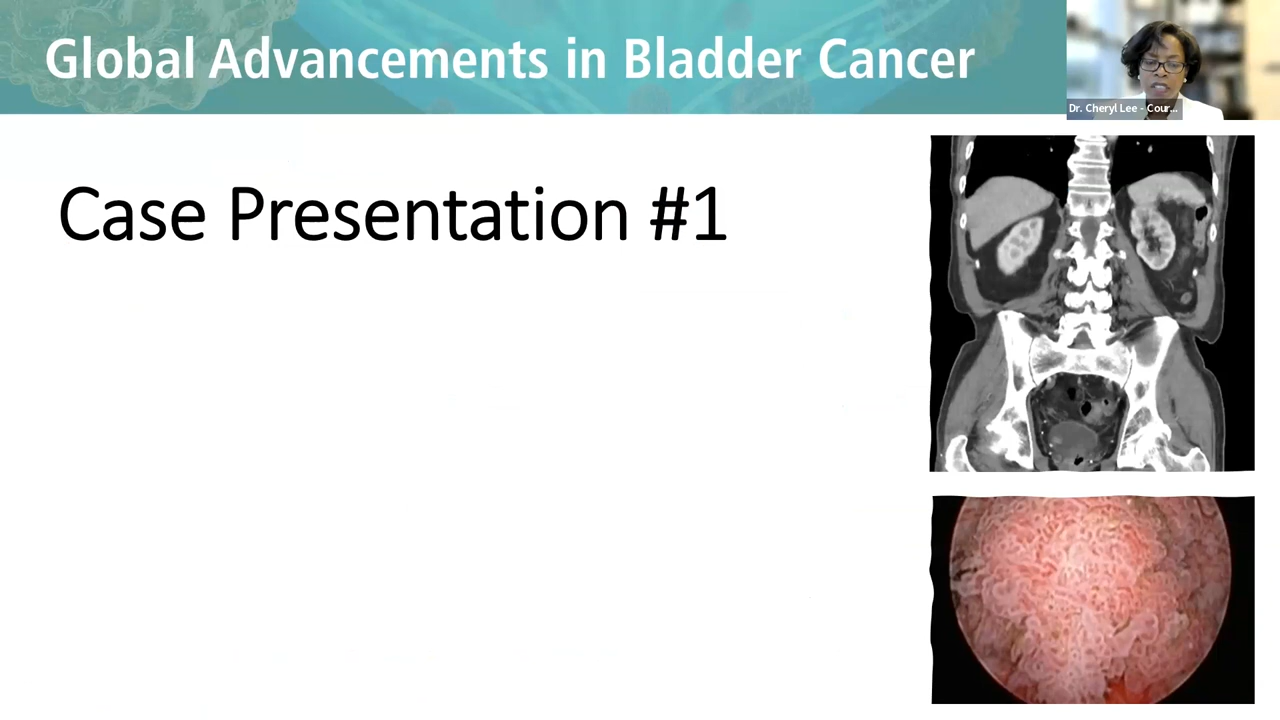 Global Advancements in Bladder Cancer
Dr. Cheryl Lee - Cour...
Case Presentation #1